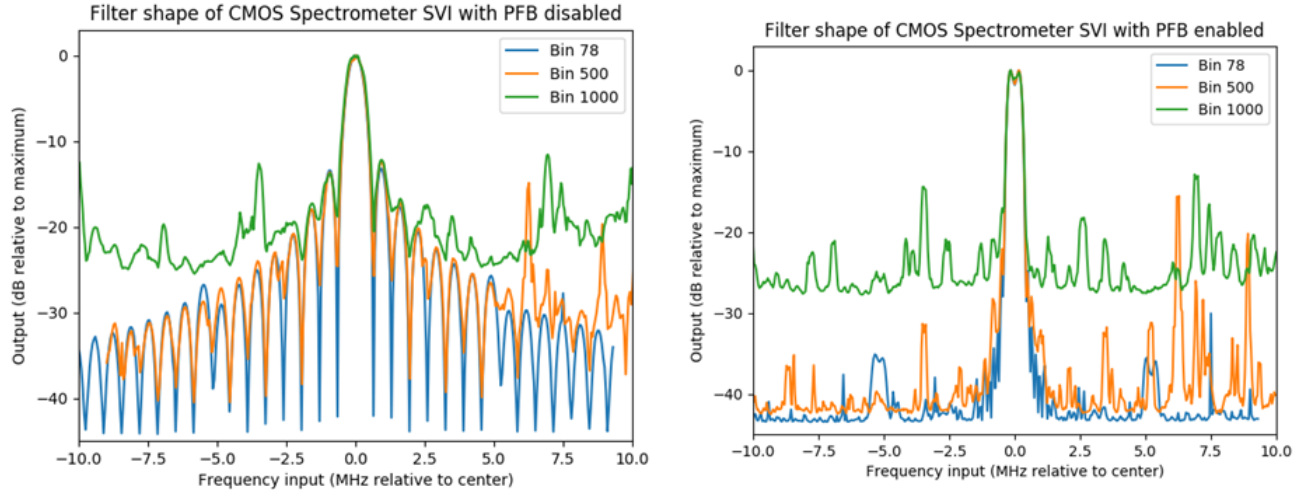 Filter shape of CMOS Spectrometer SVI with PFB disabled
Output (dB relative to maximum)
0
−10
−20
−30
−40
Bin 78
Bin 500
Bin 1000
−10.0 −7.5 −5.0 −2.5 0.0 2.5 5.0 7.5 10.0
Frequency input (MHz relative to center)
Filter shape of CMOS Spectrometer SVI with PFB enabled
Output (dB relative to maximum)
0
−10
−20
−30
−40
Bin 78
Bin 500
Bin 1000
−10.0 −7.5 −5.0 −2.5 0.0 2.5 5.0 7.5 10.0
Frequency input (MHz relative to center)